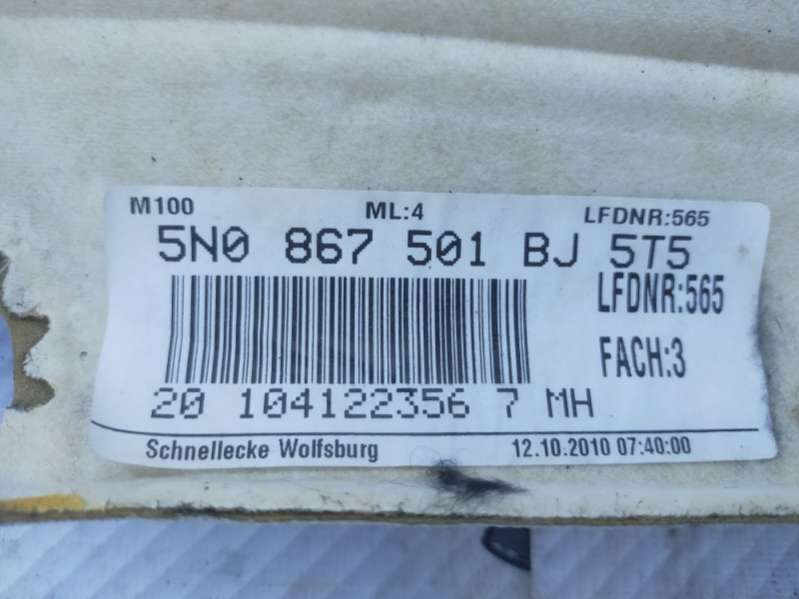 M100 ML:4 LFDNR:565
5N0 867 501 BJ 5T5
LFDNR:565
FACH:3
20 104122356 7 MH
Schnellecke Wolfsburg 12.10.2010 07:40:00